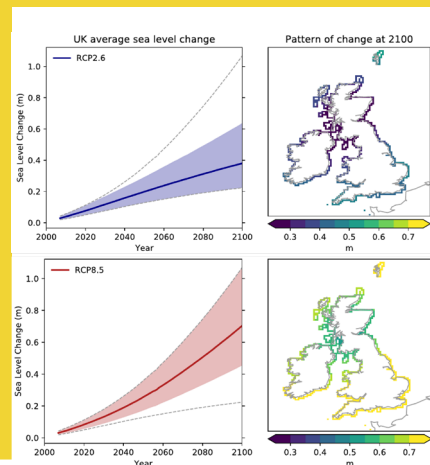 UK average sea level change
Pattern of change at 2100
RCP2.6
1.0
0.8
0.6
0.4
0.2
0.0
Sea Level Change (m)
2000 2020 2040 2060 2080 2100
Year
0.3 0.4 0.5 0.6 0.7
m
RCP8.5
1.0
0.8
0.6
0.4
0.2
0.0
Sea Level Change (m)
2000 2020 2040 2060 2080 2100
Year
0.3 0.4 0.5 0.6 0.7
m